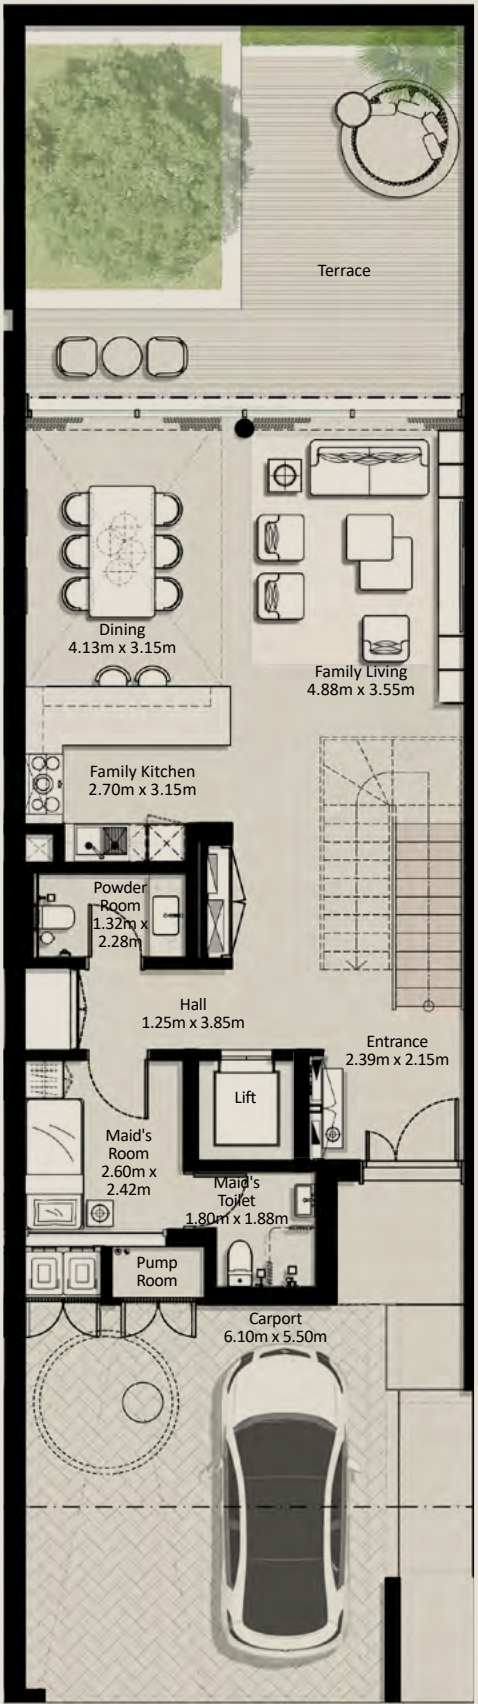 Terrace
Dining
4.13m x 3.15m
Family Living
4.88m x 3.55m
Family Kitchen
2.70m x 3.15m
Powder
Room
1.32m x
2.28m
Hall
1.25m x 3.85m
Entrance
2.39m x 2.15m
Lift
Maid's
Room
2.60m x
2.42m
Maid's
Toilet
1.80m x 1.88m
Pump
Room
Carport
6.10m x 5.50m